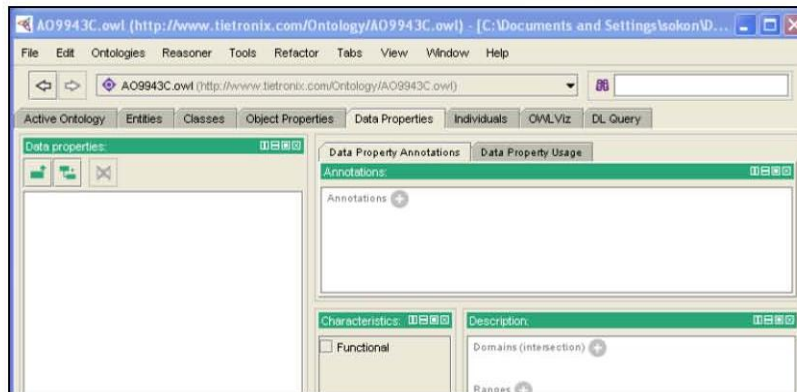 AO9943C.owl (http://www.tietronix.com/Ontology/AO9943C.owl) - [C:\Documents and Settings\sokon\D...
File Edit Ontologies Reasoner Tools Refactor Tabs View Window Help
AO9943C.owl (http://www.tietronix.com/Ontology/AO9943C.owl)
Active Ontology Entities Classes Object Properties Data Properties Individuals OWLViz DL Query
Data properties:
Data Property Annotations Data Property Usage
Annotations:
Annotations
Characteristics: Description:
Functional Domains (intersection)
Ranges